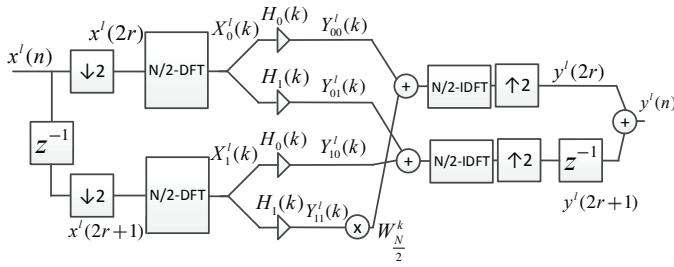 x^l(n)
↓2
x^l(2r)
N/2-DFT
X_0^l(k)
H_0(k)
Y_{00}^l(k)
H_1(k)
Y_{01}^l(k)
+
N/2-IDFT
↑2
y^l(2r)
y^l(n)
+
z^{-1}
↓2
x^l(2r+1)
N/2-DFT
X_1^l(k)
H_0(k)
Y_{10}^l(k)
H_1(k)
Y_{11}^l(k)
x
W_{\frac{N}{2}}^k
+
N/2-IDFT
↑2
z^{-1}
y^l(2r+1)